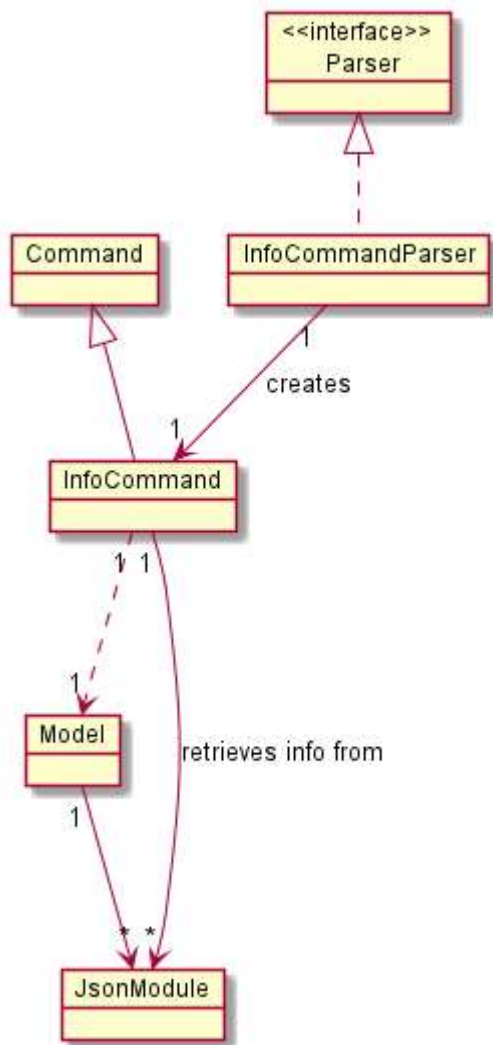 <<interface>>
Parser
Command
InfoCommandParser
1
creates
1
InfoCommand
1
1
1
Model
retrieves info from
1
*
*
JsonModule